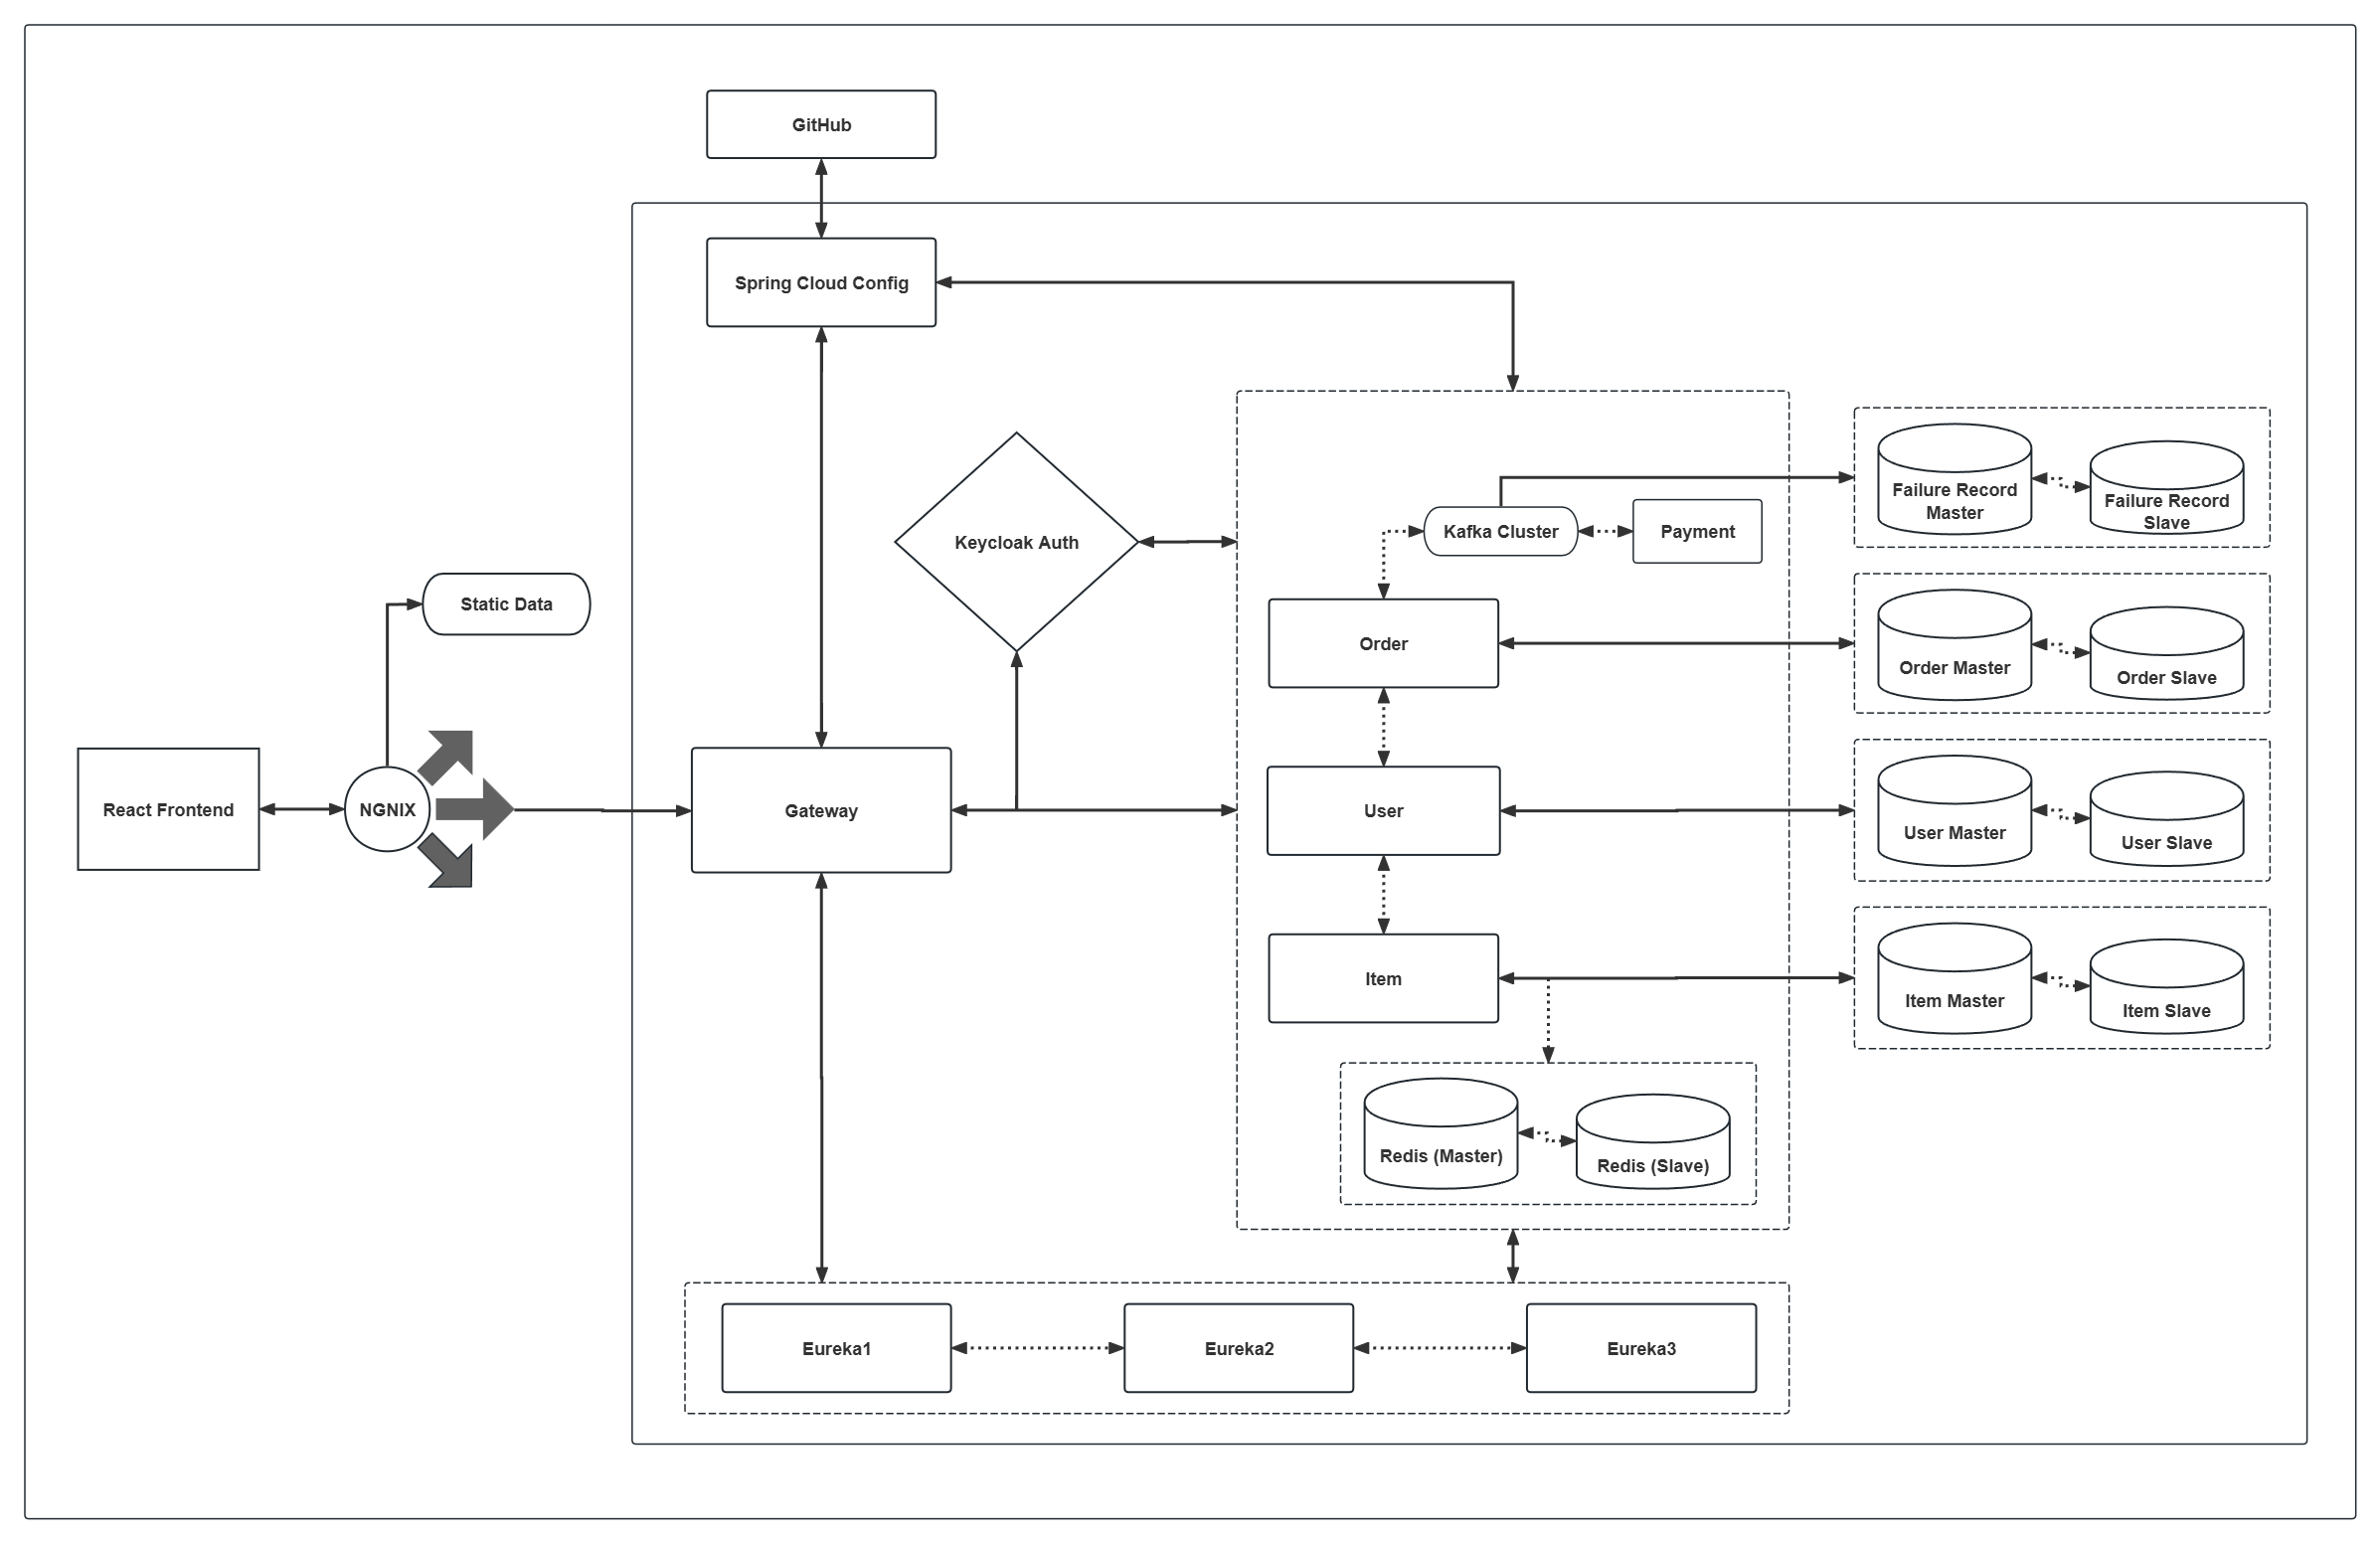 GitHub
Spring Cloud Config
Keycloak Auth
Kafka Cluster
Payment
Failure Record
Master
Failure Record
Slave
Static Data
Order
Order Master
Order Slave
React Frontend
NGNIX
Gateway
User
User Master
User Slave
Item
Item Master
Item Slave
Redis (Master)
Redis (Slave)
Eureka1
Eureka2
Eureka3